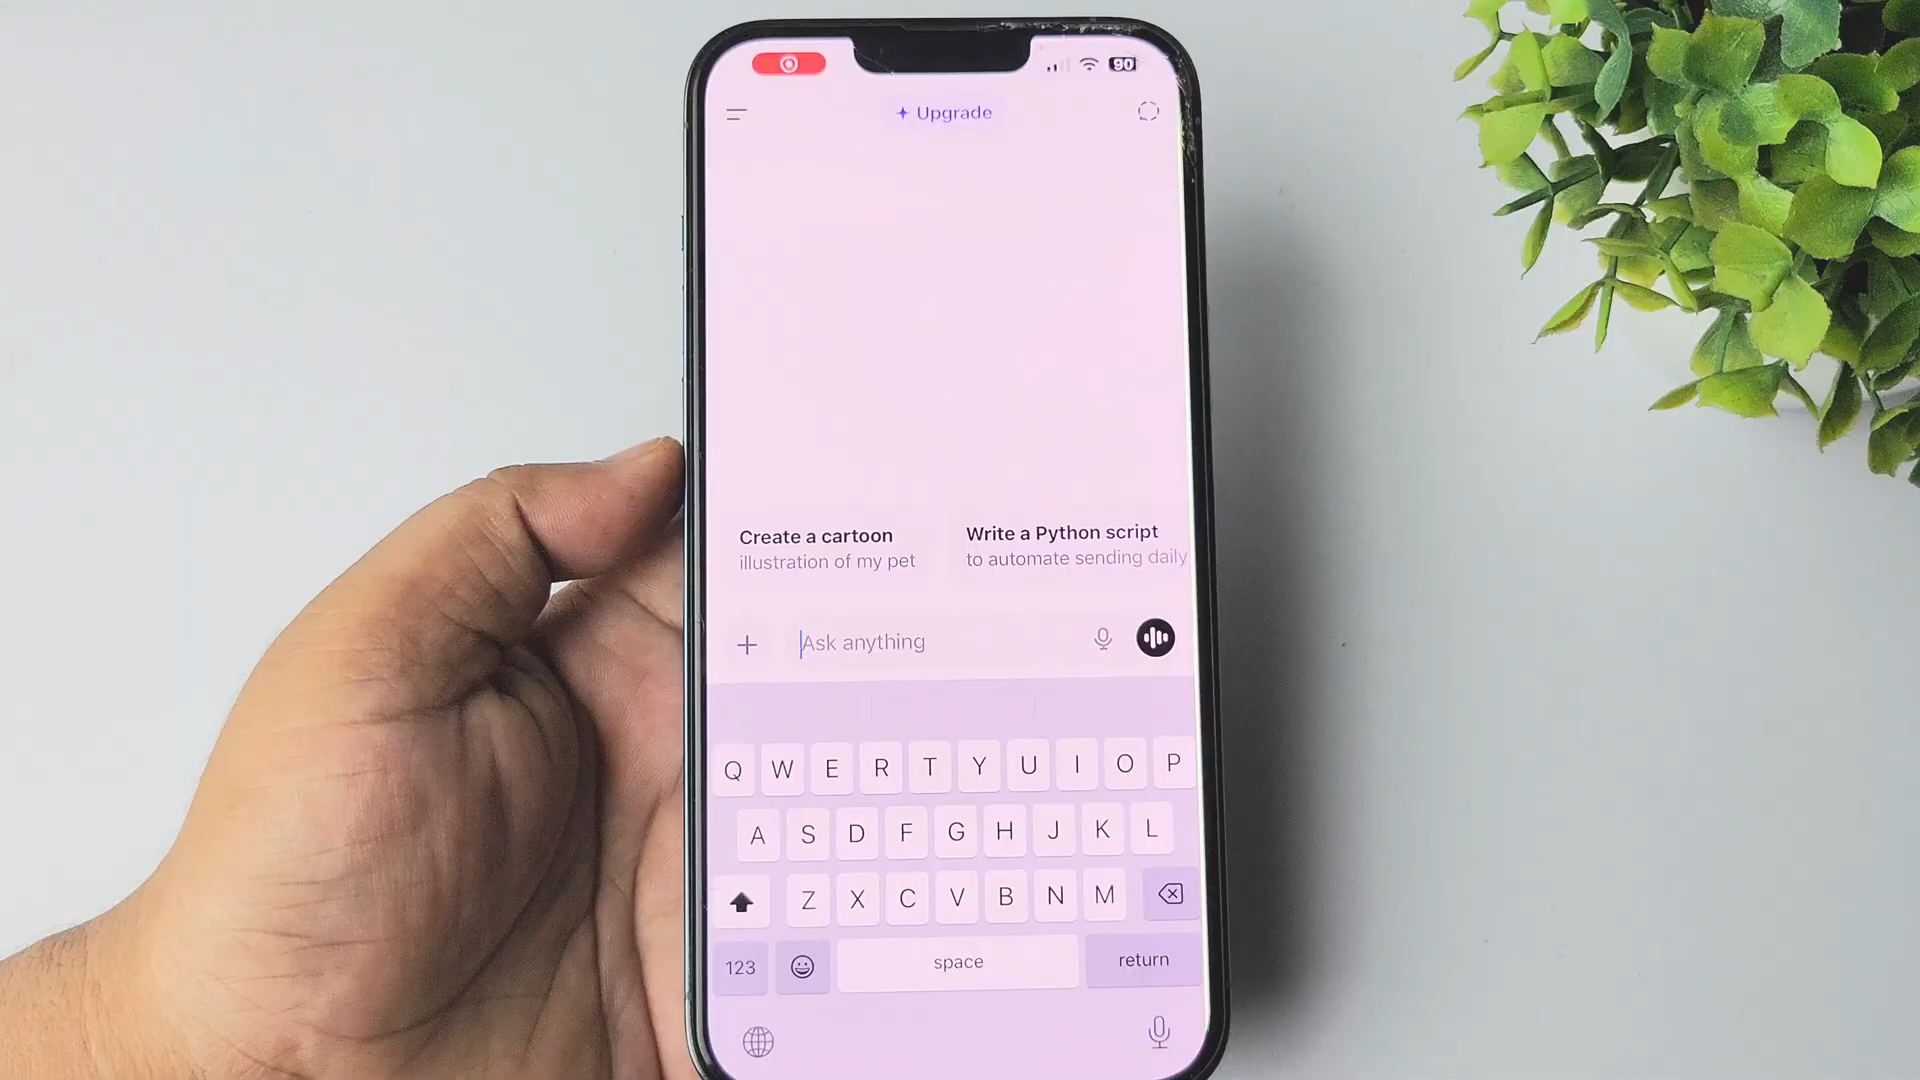 90
Upgrade
Create a cartoon
illustration of my pet
Write a Python script
to automate sending daily
Ask anything
Q W E R T Y U I O P
A S D F G H J K L
Z X C V B N M
123 space return